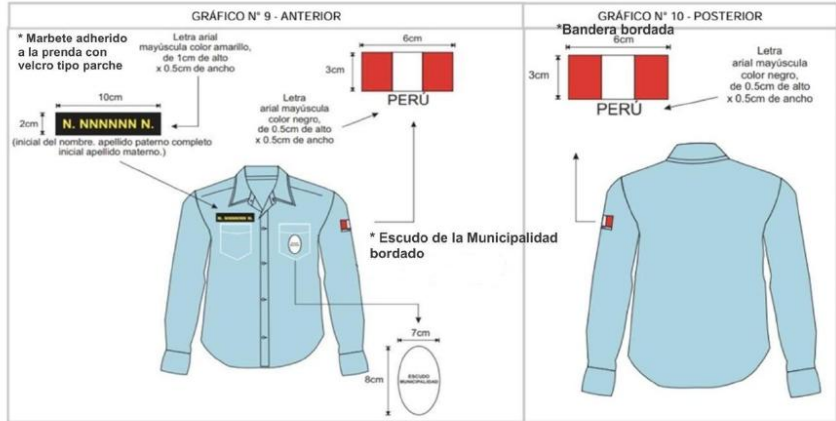 GRÁFICO N° 9 - ANTERIOR
* Marbete adherido
a la prenda con
velcro tipo parche
Letra arial
mayúscula color amarillo,
de 1cm de alto
x 0.5cm de ancho
10cm
2cm
N. NNNNNN N.
(inicial del nombre. apellido paterno completo
inicial apellido materno.)
6cm
3cm
PERÚ
Letra
arial mayúscula
color negro,
de 0.5cm de alto
x 0.5cm de ancho
N. NNNNNN N.
* Escudo de la Municipalidad
bordado
7cm
8cm
ESCUDO
MUNICIPALIDAD
GRÁFICO N° 10 - POSTERIOR
*Bandera bordada
6cm
3cm
PERÚ
Letra
arial mayúscula
color negro,
de 0.5cm de alto
x 0.5cm de ancho